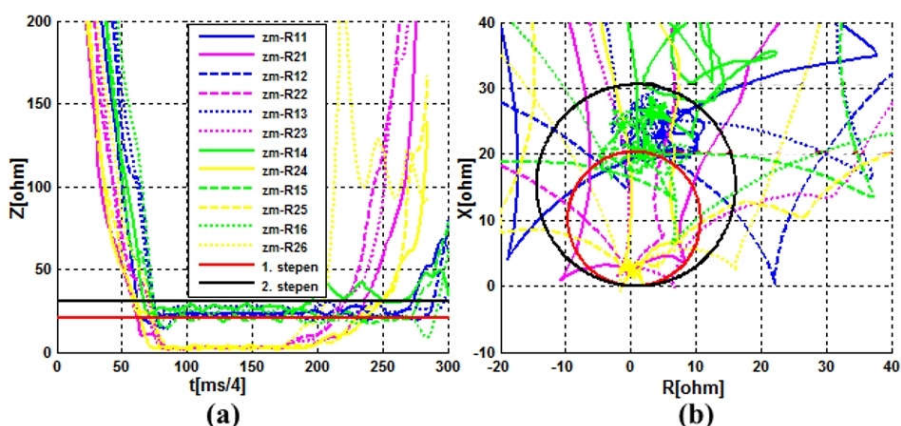 Z[ohm]
200
150
100
50
0
0
50
100
150
200
250
300
t[ms/4]
zm-R11
zm-R21
zm-R12
zm-R22
zm-R13
zm-R23
zm-R14
zm-R24
zm-R15
zm-R25
zm-R16
zm-R26
1. stepen
2. stepen
(a)
X[ohm]
40
30
20
10
0
-10
-20
-10
0
10
20
30
40
R[ohm]
(b)